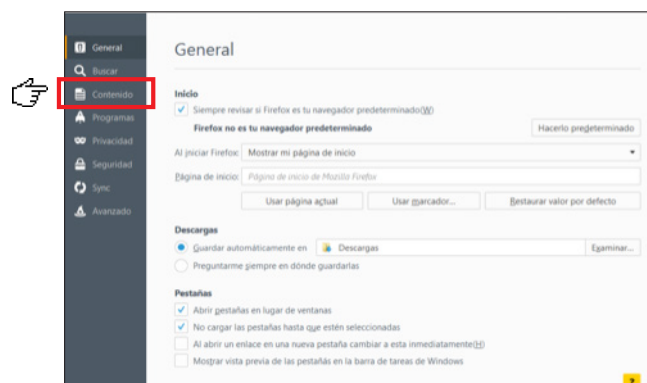 General
Buscar
Contenido
Programas
Privacidad
Seguridad
Sync
Avanzado
General
Inicio
Siempre revisar si Firefox es tu navegador predeterminado(W)
Firefox no es tu navegador predeterminado
Hacerlo predeterminado
Al iniciar Firefox: Mostrar mi página de inicio
Página de inicio: Página de inicio de Mozilla Firefox
Usar página actual Usar marcador... Restaurar valor por defecto
Descargas
Guardar automáticamente en Descargas Examinar...
Preguntarme siempre en dónde guardarlas
Pestañas
Abrir pestañas en lugar de ventanas
No cargar las pestañas hasta que estén seleccionadas
Al abrir un enlace en una nueva pestaña cambiar a esta inmediatamente(H)
Mostrar vista previa de las pestañas en la barra de tareas de Windows
?